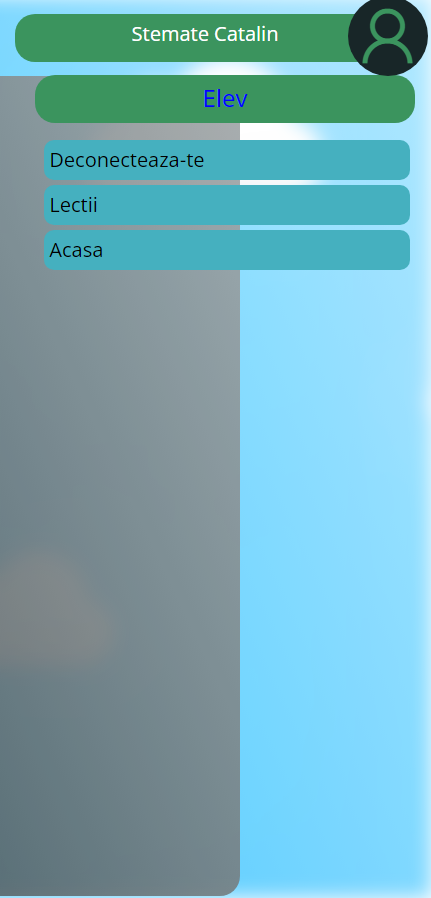 Stemate Catalin
Elev
Deconecteaza-te
Lectii
Acasa